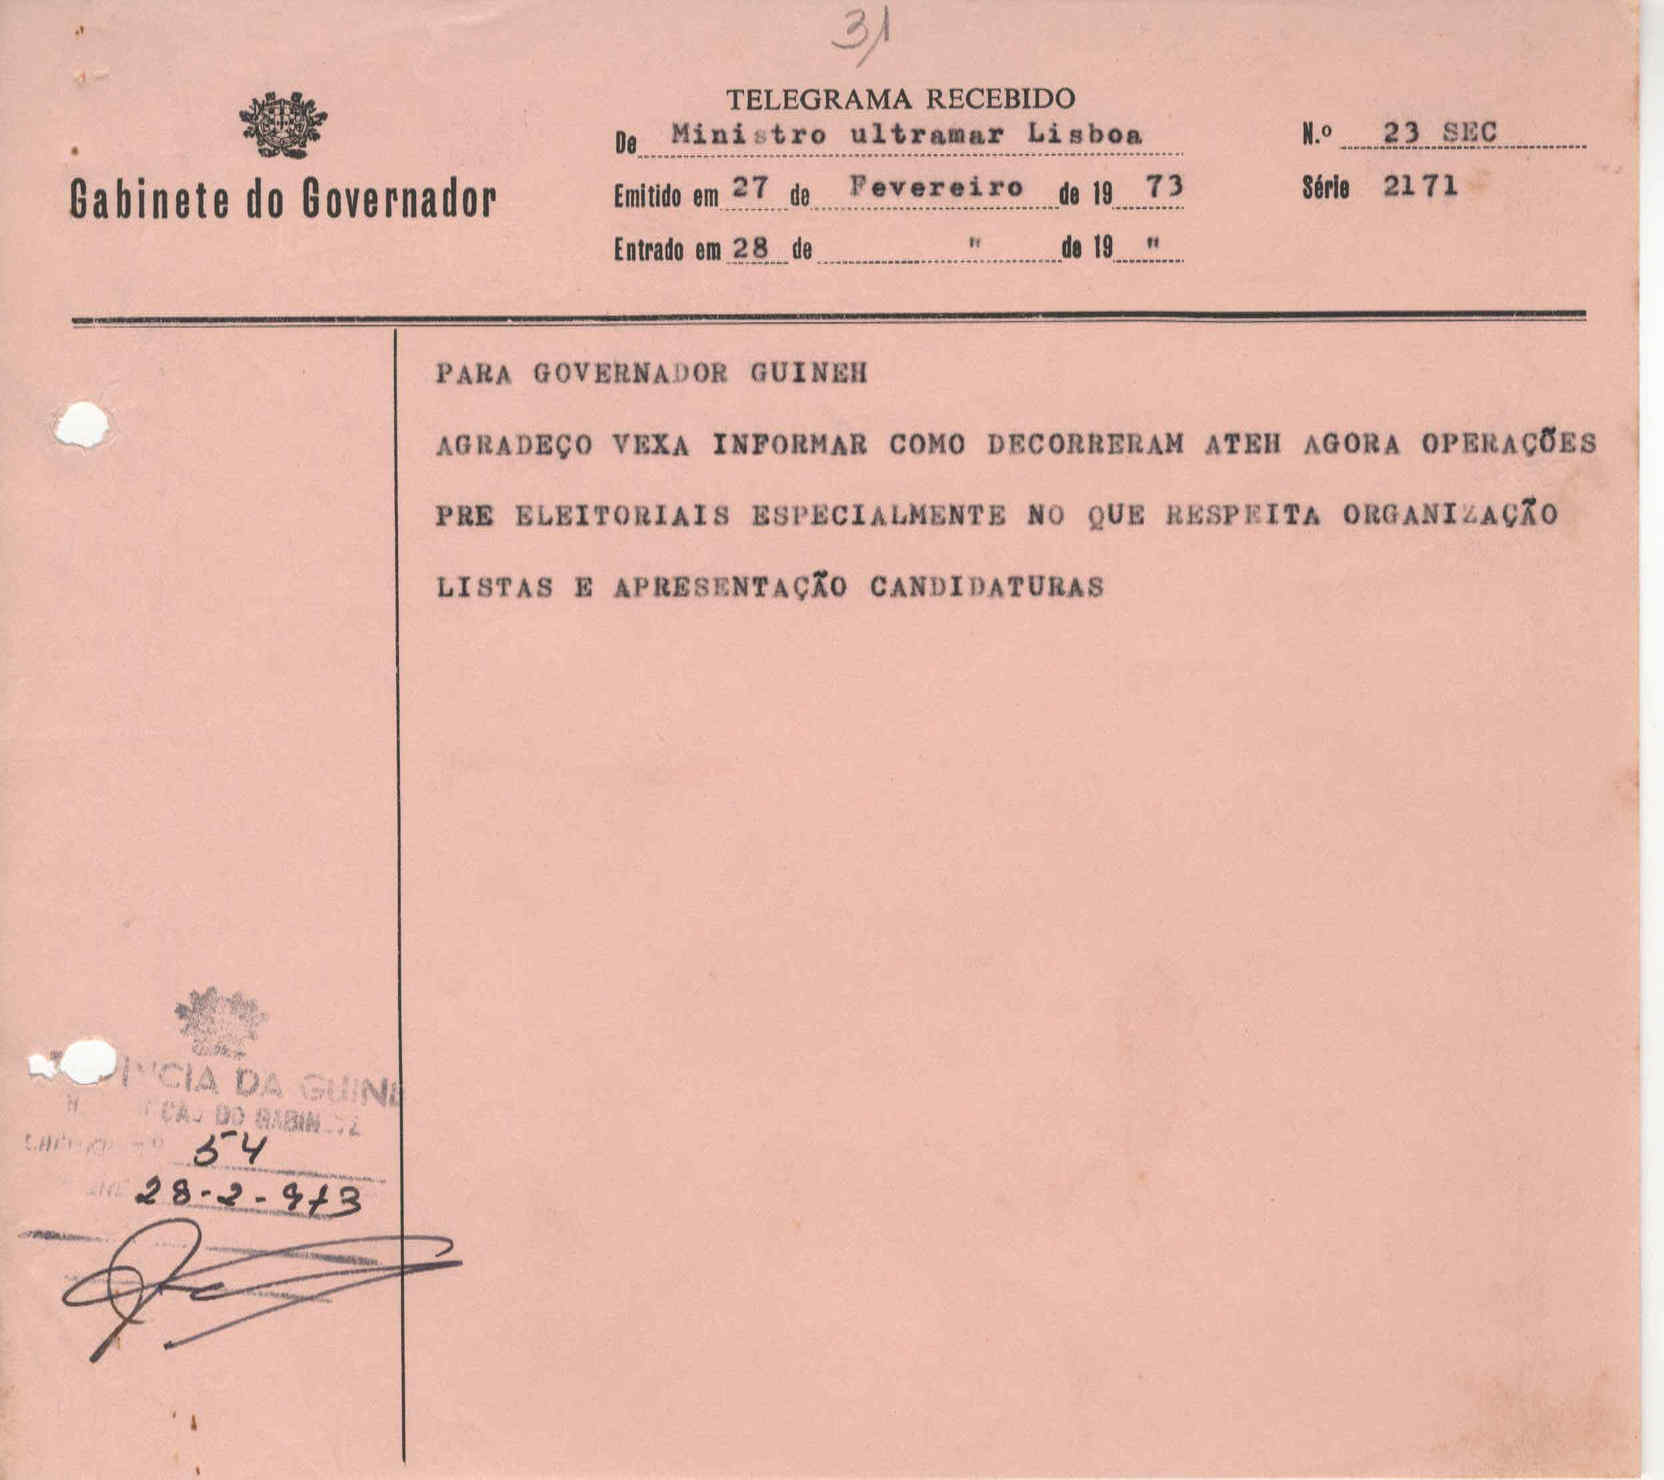 31
TELEGRAMA RECEBIDO
Gabinete do Governador
De Ministro ultramar Lisboa
N.º 23 SEC
Emitido em 27 de Fevereiro de 19 73
Série 2171
Entrado em 28 de " de 19 "
PARA GOVERNADOR GUINEH
AGRADEÇO VEXA INFORMAR COMO DECORRERAM ATEH AGORA OPERAÇÕES
PRE ELEITORIAIS ESPECIALMENTE NO QUE RESPEITA ORGANIZAÇÃO
LISTAS E APRESENTAÇÃO CANDIDATURAS
DA
DO
54
28-2-973